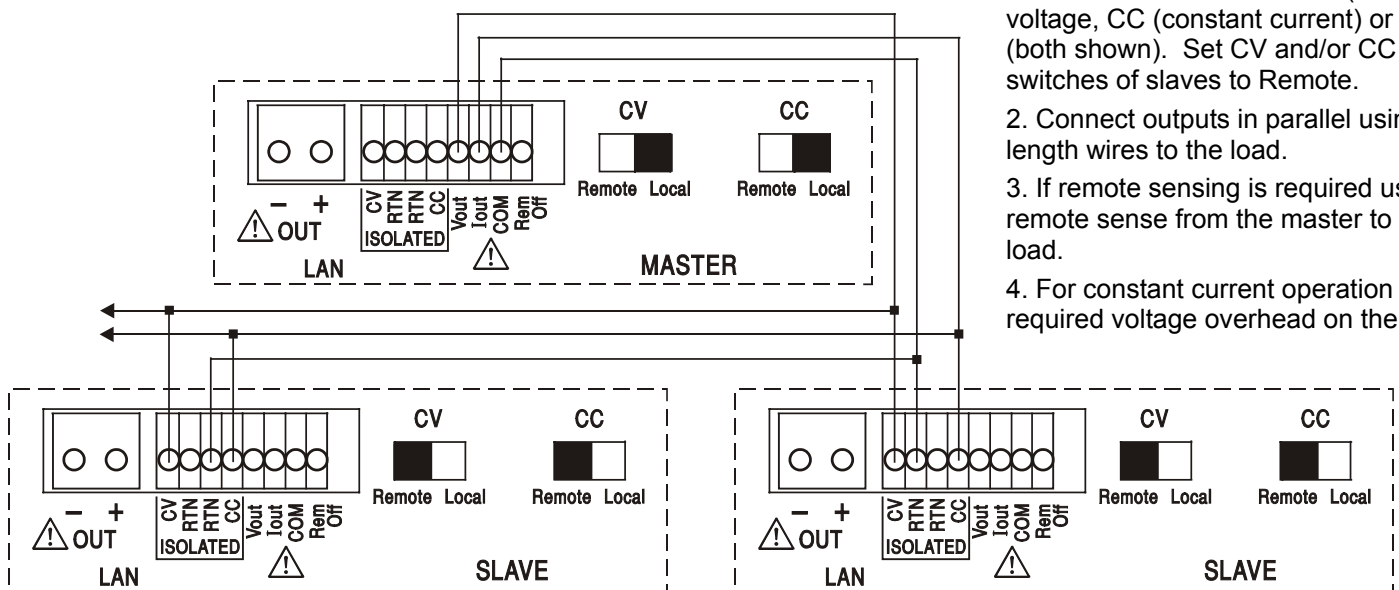 voltage, CC (constant current) or
(both shown). Set CV and/or CC
switches of slaves to Remote.
2. Connect outputs in parallel usin
length wires to the load.
3. If remote sensing is required us
remote sense from the master to
load.
4. For constant current operation
required voltage overhead on the
CV CC
Remote Local Remote Local
- +
OUT
CV RTN RTN CC Vout Iout COM Rem Off
ISOLATED
LAN
MASTER
CV CC
Remote Local Remote Local
- +
OUT
CV RTN RTN CC Vout Iout COM Rem Off
ISOLATED
LAN
SLAVE
CV CC
Remote Local Remote Local
- +
OUT
CV RTN RTN CC Vout Iout COM Rem Off
ISOLATED
LAN
SLAVE